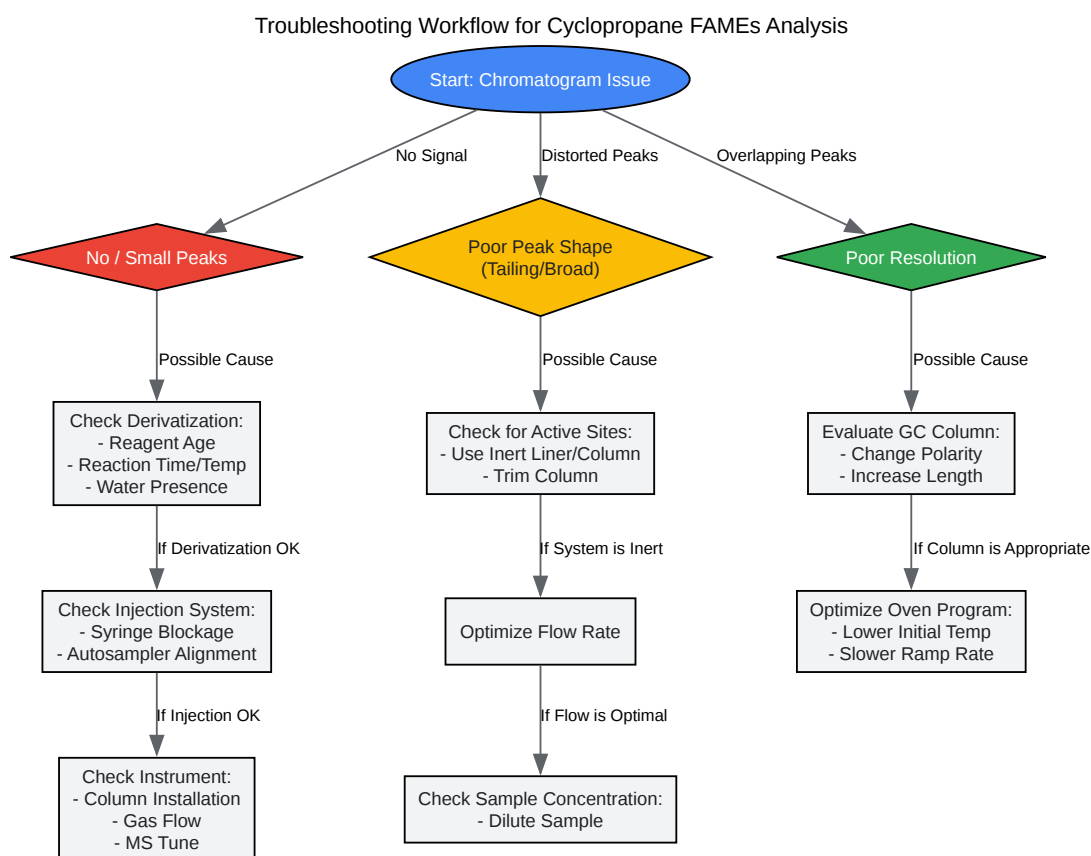 Troubleshooting Workflow for Cyclopropane FAMEs Analysis
Start: Chromatogram Issue
No Signal
Distorted Peaks
Overlapping Peaks
No / Small Peaks
Poor Peak Shape
(Tailing/Broad)
Poor Resolution
Possible Cause
Possible Cause
Possible Cause
Check Derivatization:
- Reagent Age
- Reaction Time/Temp
- Water Presence
Check for Active Sites:
- Use Inert Liner/Column
- Trim Column
Evaluate GC Column:
- Change Polarity
- Increase Length
If Derivatization OK
If System is Inert
If Column is Appropriate
Check Injection System:
- Syringe Blockage
- Autosampler Alignment
Optimize Flow Rate
Optimize Oven Program:
- Lower Initial Temp
- Slower Ramp Rate
If Injection OK
If Flow is Optimal
Check Instrument:
- Column Installation
- Gas Flow
- MS Tune
Check Sample Concentration:
- Dilute Sample